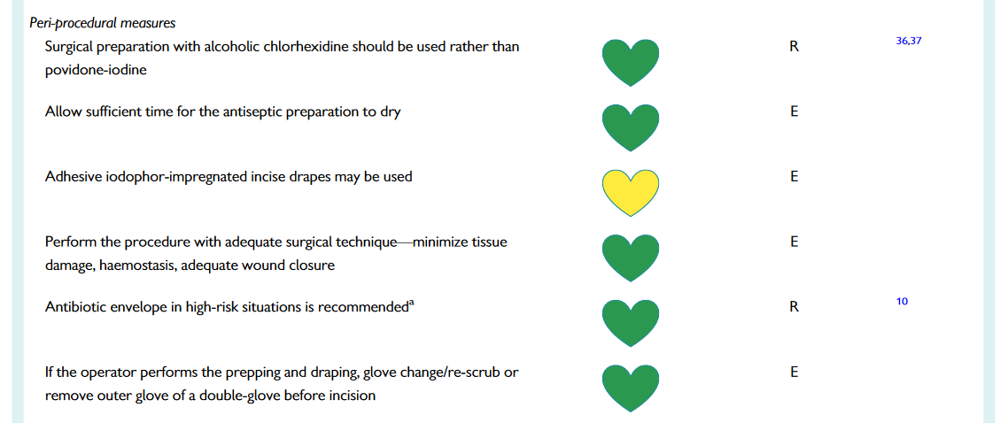 Peri-procedural measures
Surgical preparation with alcoholic chlorhexidine should be used rather than R 36,37
povidone-iodine
Allow sufficient time for the antiseptic preparation to dry E
Adhesive iodophor-impregnated incise drapes may be used E
Perform the procedure with adequate surgical technique—minimize tissue E
damage, haemostasis, adequate wound closure
Antibiotic envelope in high-risk situations is recommendedᵃ R 10
If the operator performs the prepping and draping, glove change/re-scrub or E
remove outer glove of a double-glove before incision